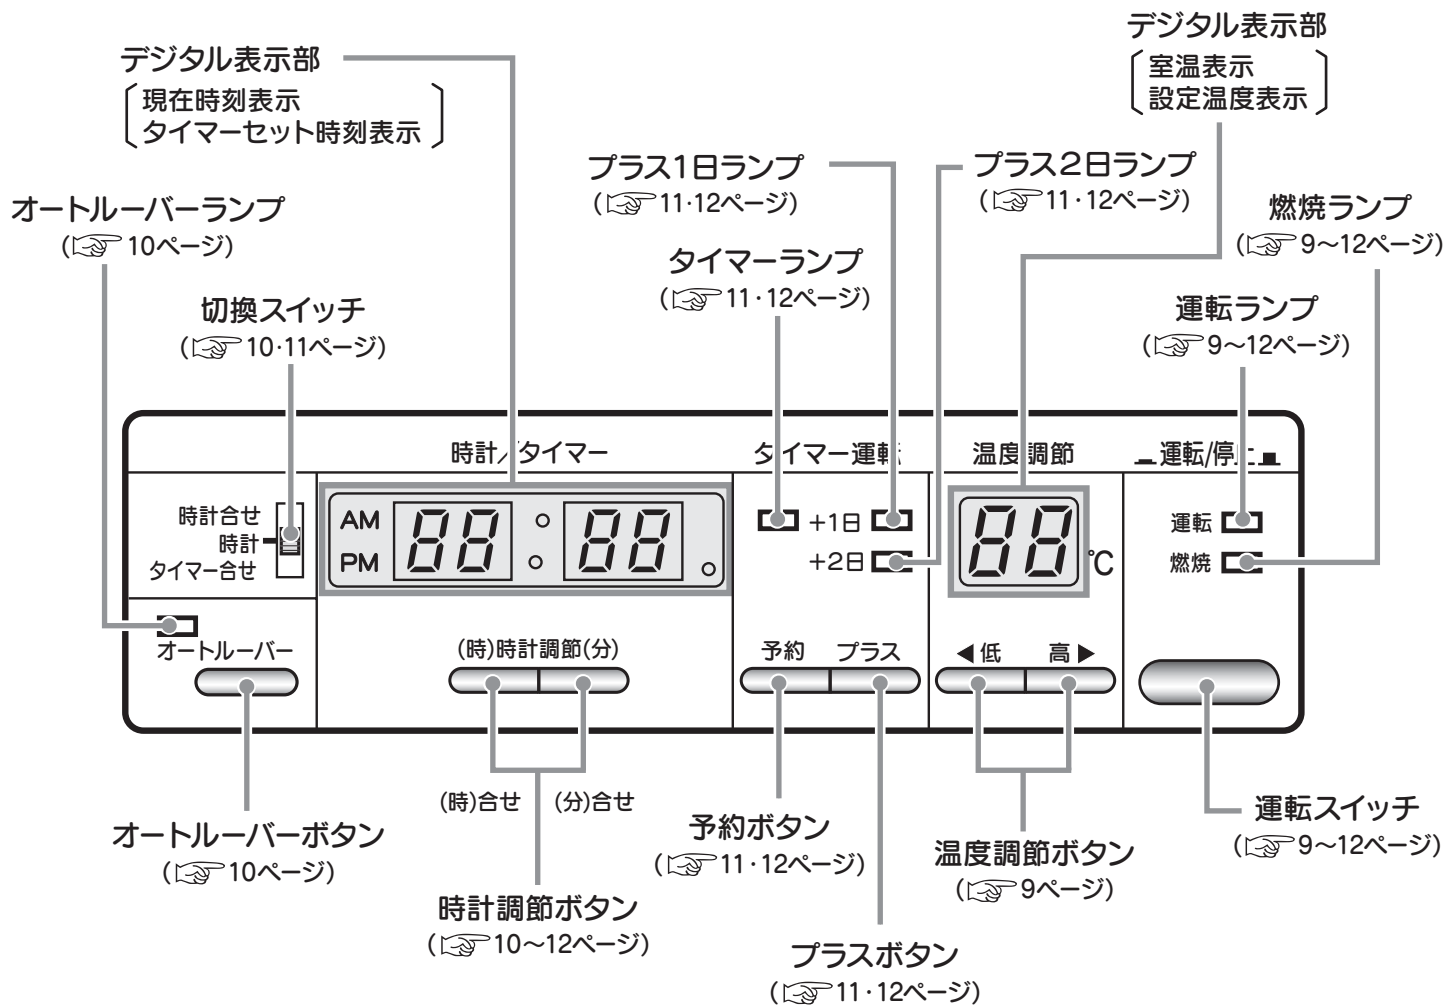 デジタル表示部
室温表示
設定温度表示
デジタル表示部
現在時刻表示
タイマーセット時刻表示
プラス1日ランプ
(☞11·12ページ)
プラス2日ランプ
(☞11·12ページ)
オートルーバーランプ
(☞10ページ)
燃焼ランプ
(☞9～12ページ)
タイマーランプ
(☞11·12ページ)
切換スイッチ
(☞10·11ページ)
運転ランプ
(☞9～12ページ)
時計/タイマー
タイマー運転
温度調節
運転/停止
時計合せ
時計
タイマー合せ
AM
PM
88:88
+1日
+2日
88℃
運転
燃焼
オートルーバー
(時)時計調節(分)
予約 プラス
◀低 高▶
(時)合せ (分)合せ
オートルーバーボタン
(☞10ページ)
時計調節ボタン
(☞10～12ページ)
予約ボタン
(☞11·12ページ)
プラスボタン
(☞11·12ページ)
温度調節ボタン
(☞9ページ)
運転スイッチ
(☞9～12ページ)